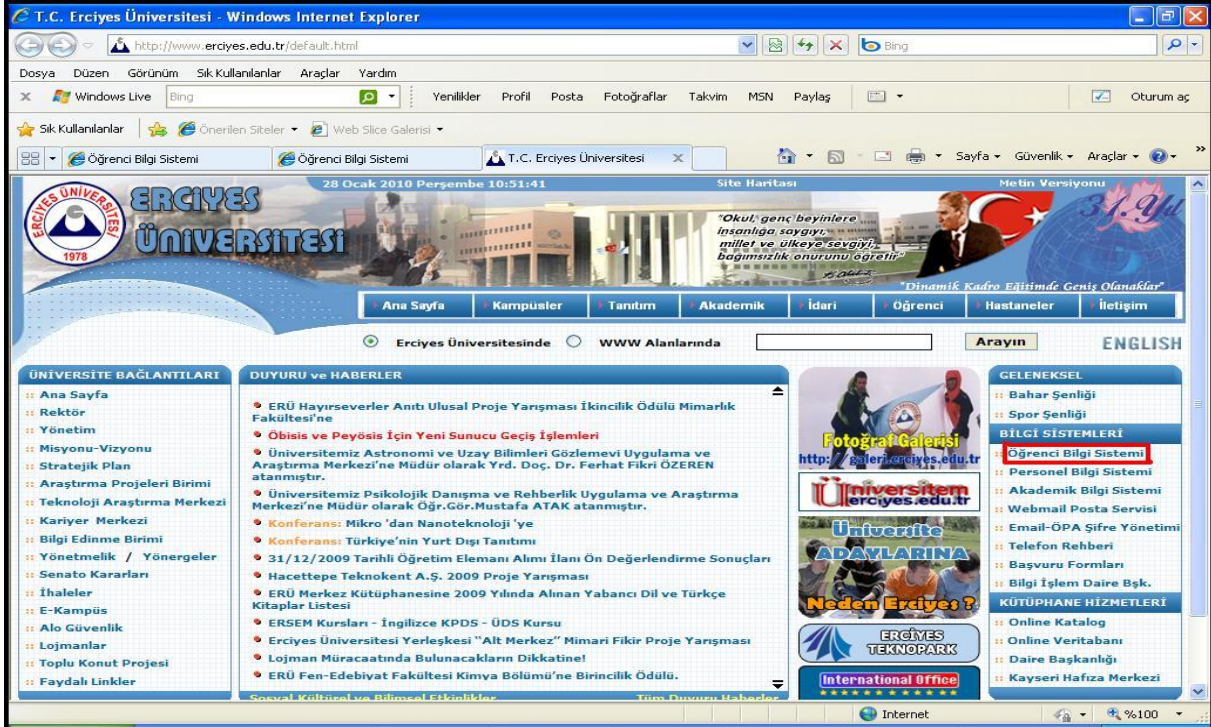 T.C. Erciyes Üniversitesi - Windows Internet Explorer
http://www.erciyes.edu.tr/default.html
Bing
Dosya Düzen Görünüm Sık Kullanılanlar Araçlar Yardım
Windows Live Bing Yenilikler Profil Posta Fotoğraflar Takvim MSN Paylaş Oturum aç
Sık Kullanılanlar Önerilen Siteler Web Slice Galerisi
Öğrenci Bilgi Sistemi Öğrenci Bilgi Sistemi T.C. Erciyes Üniversitesi Sayfa Güvenlik Araçlar
28 Ocak 2010 Perşembe 10:51:41 Site Haritası Metin Versiyonu
ERCİYES ÜNİVERSİTESİ
1978
ERCİYES
ÜNİVERSİTESİ
31.Yıl
"Okul, genç beyinlere
insanlığa saygıyı,
millet ve ülkeye sevgiyi,
bağımsızlık onurunu öğretir"
"Dinamik Kadro Eğitimde Geniş Olanaklar"
Ana Sayfa Kampüsler Tanıtım Akademik İdari Öğrenci Hastaneler İletişim
Erciyes Üniversitesinde WWW Alanlarında Arayın ENGLISH
ÜNİVERSİTE BAĞLANTILARI
:: Ana Sayfa
:: Rektör
:: Yönetim
:: Misyonu-Vizyonu
:: Stratejik Plan
:: Araştırma Projeleri Birimi
:: Teknoloji Araştırma Merkezi
:: Kariyer Merkezi
:: Bilgi Edinme Birimi
:: Yönetmelik / Yönergeler
:: Senato Kararları
:: İhaleler
:: E-Kampüs
:: Alo Güvenlik
:: Lojmanlar
:: Toplu Konut Projesi
:: Faydalı Linkler
DUYURU ve HABERLER
ERÜ Hayırseverler Anıtı Ulusal Proje Yarışması İkincilik Ödülü Mimarlık
Fakültesi'ne
Öbisis ve Peyösis İçin Yeni Sunucu Geçiş İşlemleri
Üniversitemiz Astronomi ve Uzay Bilimleri Gözlemevi Uygulama ve
Araştırma Merkezi'ne Müdür olarak Yrd. Doç. Dr. Ferhat Fikri ÖZEREN
atanmıştır.
Üniversitemiz Psikolojik Danışma ve Rehberlik Uygulama ve Araştırma
Merkezi'ne Müdür olarak Öğr.Gör.Mustafa ATAK atanmıştır.
Konferans: Mikro 'dan Nanoteknoloji 'ye
Konferans: Türkiye'nin Yurt Dışı Tanıtımı
31/12/2009 Tarihli Öğretim Elemanı Alımı İlanı Ön Değerlendirme Sonuçları
Hacettepe Teknokent A.Ş. 2009 Proje Yarışması
ERÜ Merkez Kütüphanesine 2009 Yılında Alınan Yabancı Dil ve Türkçe
Kitaplar Listesi
ERSEM Kursları - İngilizce KPDS - ÜDS Kursu
Erciyes Üniversitesi Yerleşkesi "Alt Merkez" Mimari Fikir Proje Yarışması
Lojman Müracaatında Bulunacakların Dikkatine!
ERÜ Fen-Edebiyat Fakültesi Kimya Bölümü'ne Birincilik Ödülü.
Sosyal Kültürel ve Bilimsel Etkinlikler Tüm Duyuru Haberler
Fotoğraf Galerisi
http://galeri.erciyes.edu.tr
Üniversitem
erciyes.edu.tr
Üniversite
ADAYLARINA
Neden Erciyes ?
ERCİYES
TEKNOPARK
International Office
GELENEKSEL
:: Bahar Şenliği
:: Spor Şenliği
BİLGİ SİSTEMLERİ
:: Öğrenci Bilgi Sistemi
:: Personel Bilgi Sistemi
:: Akademik Bilgi Sistemi
:: Webmail Posta Servisi
:: Email-ÖPA Şifre Yönetimi
:: Telefon Rehberi
:: Başvuru Formları
:: Bilgi İşlem Daire Bşk.
KÜTÜPHANE HİZMETLERİ
:: Online Katalog
:: Online Veritabanı
:: Daire Başkanlığı
:: Kayseri Hafıza Merkezi
Internet %100